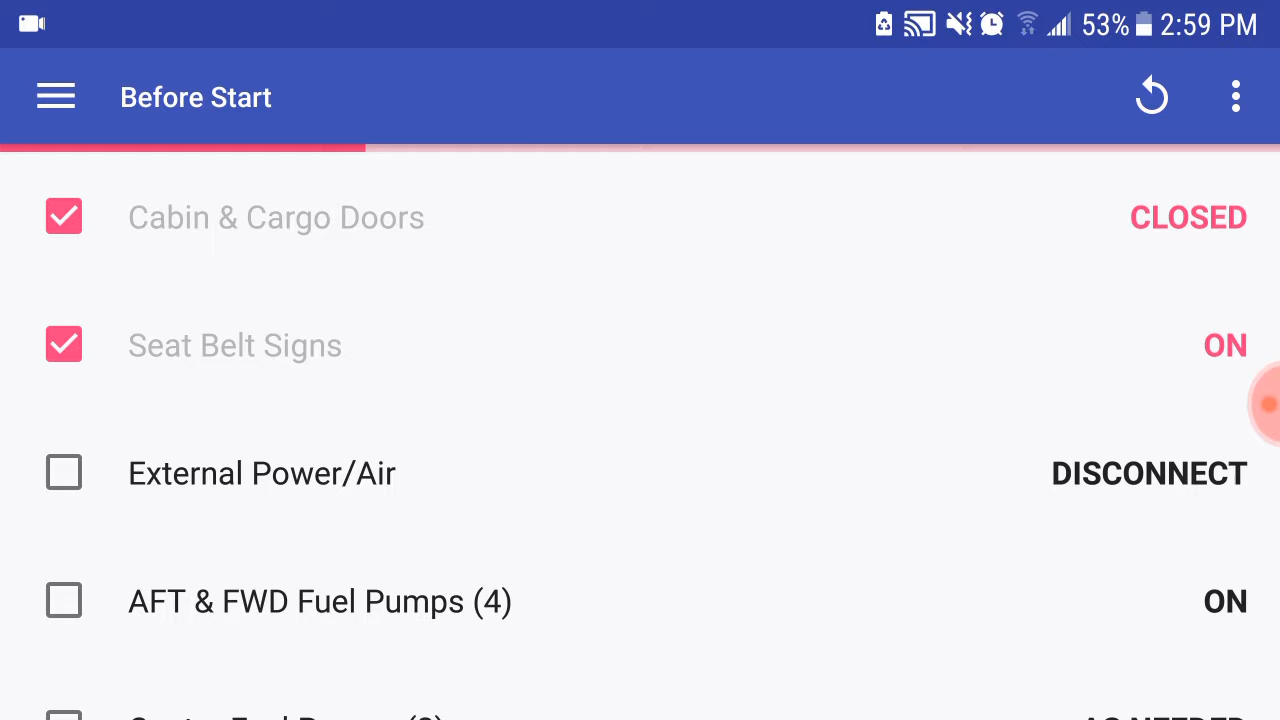 53% 2:59 PM
Before Start
Cabin & Cargo Doors CLOSED
Seat Belt Signs ON
External Power/Air DISCONNECT
AFT & FWD Fuel Pumps (4) ON